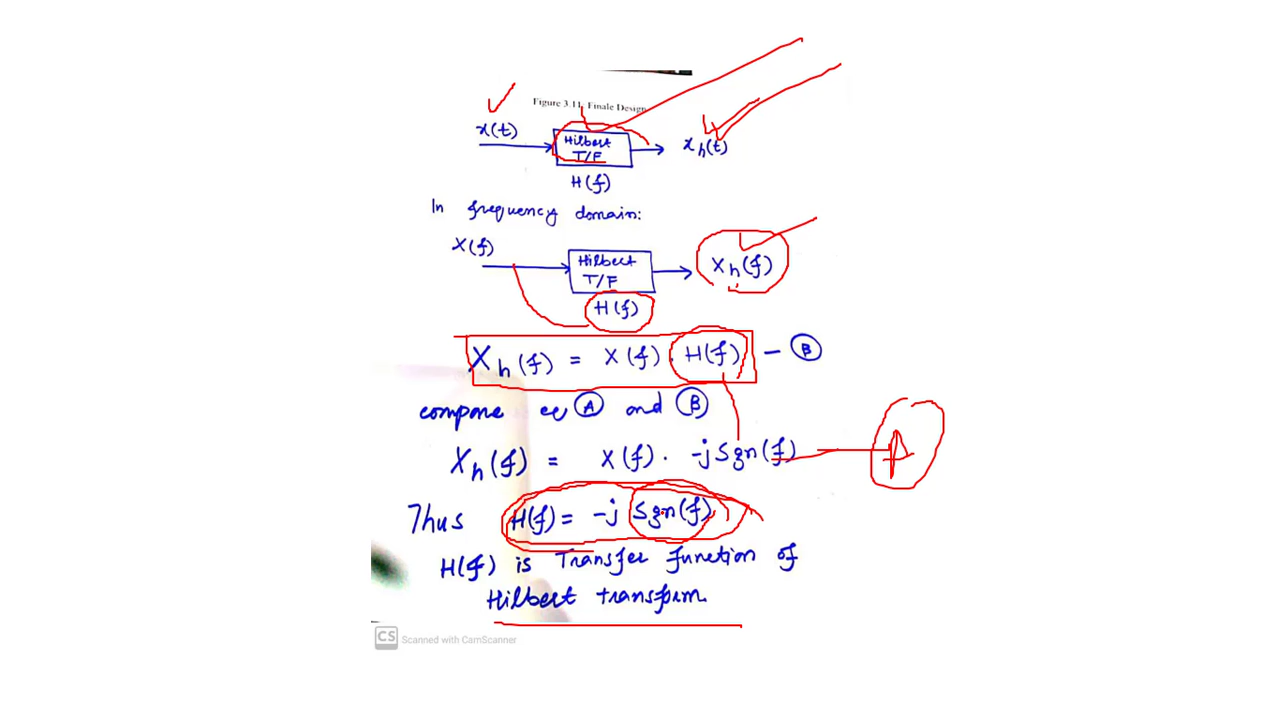 Figure 3.11: Finale Design
x(t) Hilbert T/F xₕ(t)
H(f)
In frequency domain:
X(f) Hilbert T/F Xₕ(f)
H(f)
Xₕ(f) = X(f) H(f) - B
compare eq A and B
Xₕ(f) = X(f) · -j Sgn(f) A
Thus H(f) = -j Sgn(f)
H(f) is Transfer function of
Hilbert transform
CS Scanned with CamScanner